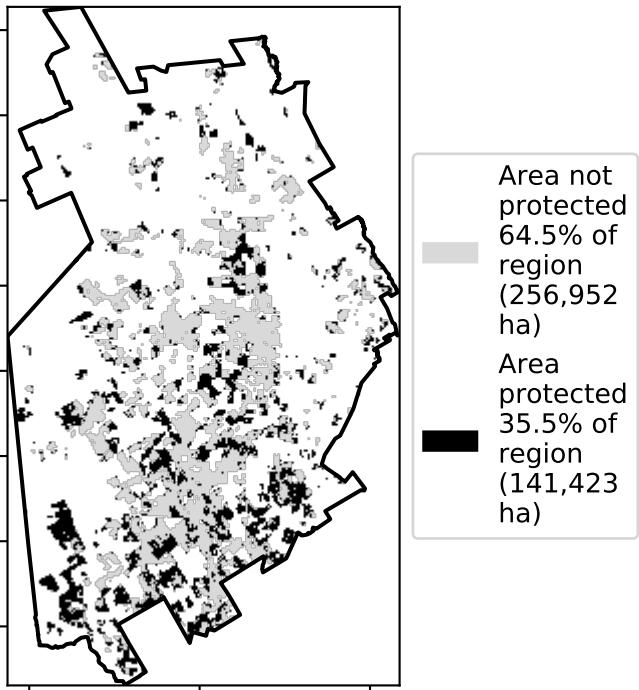 Area not
protected
64.5% of
region
(256,952
ha)
Area
protected
35.5% of
region
(141,423
ha)